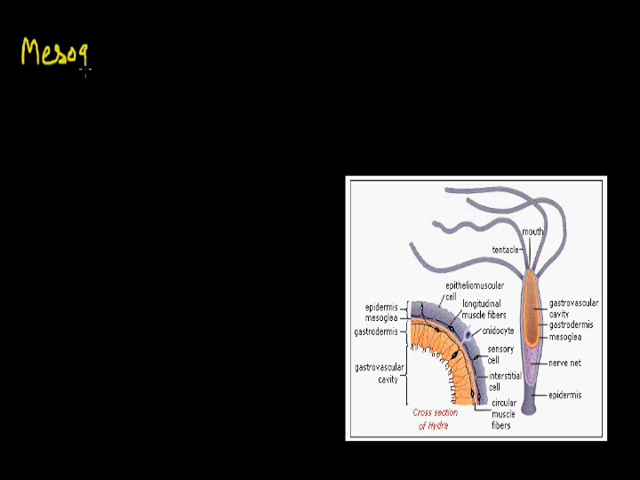 Mesog
mouth
tentacle
epitheliomuscular
cell
longitudinal
muscle fibers
epidermis
mesoglea
gastrodermis
cnidocyte
gastrovascular
cavity
sensory
cell
interstitial
cell
circular
muscle
fibers
Cross section
of Hydra
gastrovascular
cavity
gastrodermis
mesoglea
nerve net
epidermis